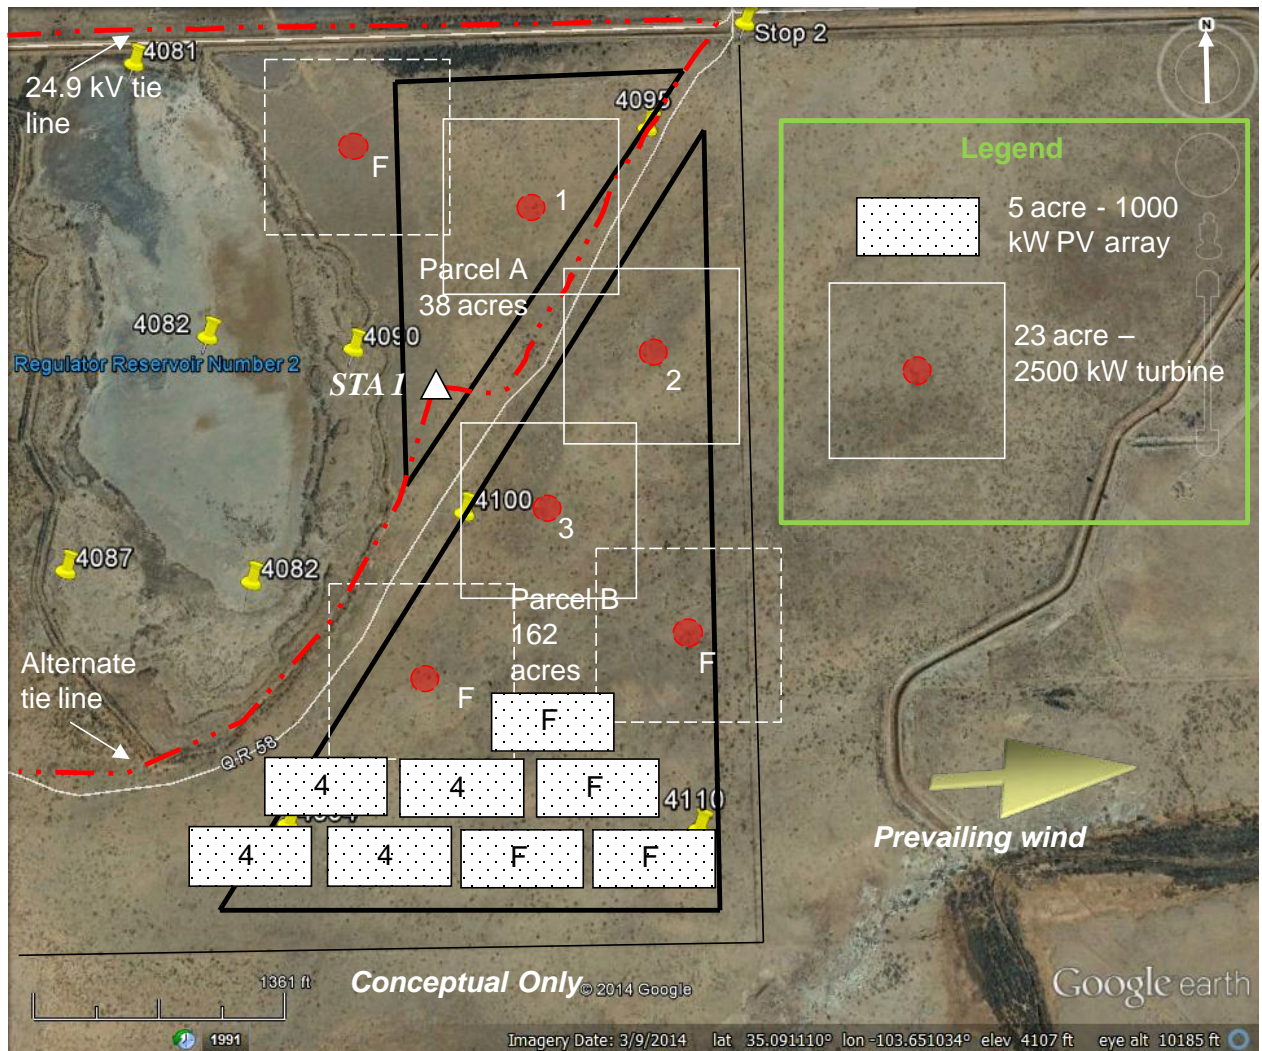 Stop 2
N
4081
24.9 kV tie
line
4095
Legend
F
1
5 acre - 1000
kW PV array
Parcel A
38 acres
4082
4090
Regulator Reservoir Number 2
STA 1
2
23 acre –
2500 kW turbine
4100
3
4087
4082
Parcel B
162
acres
F
F
Alternate
tie line
F
Q R 58
4
4
F
4110
4
4
F
F
Prevailing wind
1361 ft
Conceptual Only
© 2014 Google
Google earth
1991
Imagery Date: 3/9/2014 lat 35.091110° lon -103.651034° elev 4107 ft eye alt 10185 ft